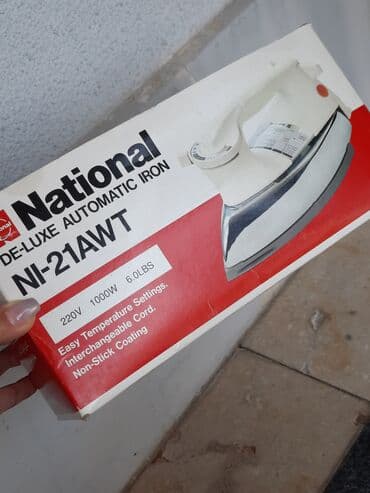 National
DE-LUXE AUTOMATIC IRON
NI-21AWT
220V 1000W 6.0LBS
Easy Temperature Settings.
Interchangeable Cord.
Non-Stick Coating